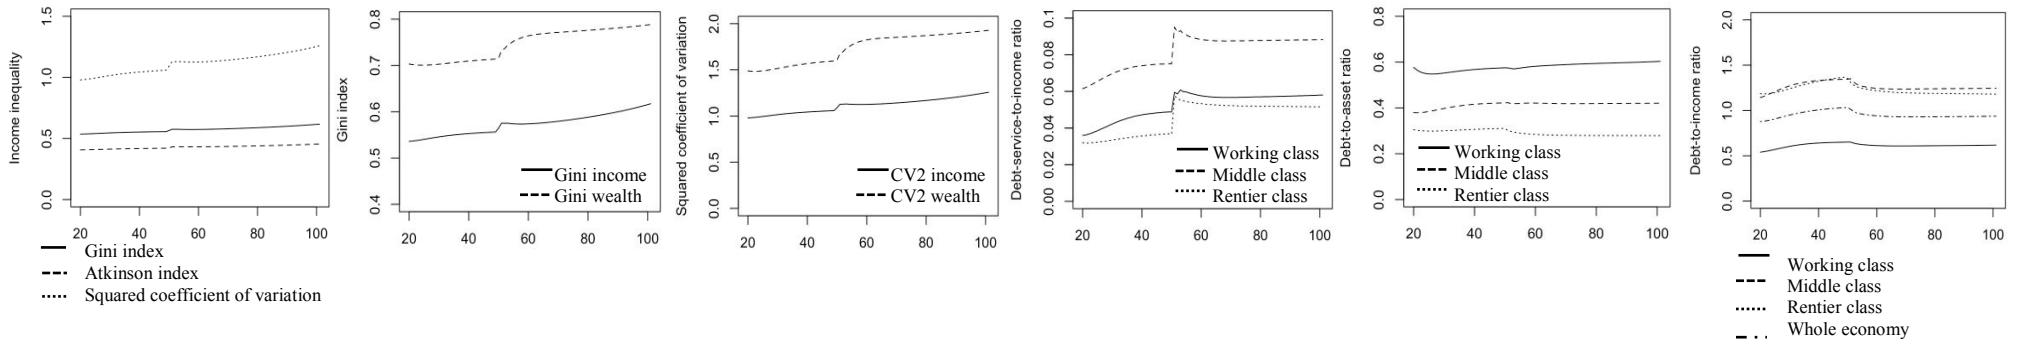 Income inequality
1.5
1.0
0.5
0.0
20 40 60 80 100
Gini index
Atkinson index
Squared coefficient of variation
Gini index
0.8
0.7
0.6
0.5
0.4
Gini income
Gini wealth
20 40 60 80 100
Squared coefficient of variation
2.0
1.5
1.0
0.5
0.0
CV2 income
CV2 wealth
20 40 60 80 100
Debt-service-to-income ratio
0.1
0.08
0.06
0.04
0.02
0.00
Working class
Middle class
Rentier class
20 40 60 80 100
Debt-to-asset ratio
0.8
0.6
0.4
0.2
0.0
Working class
Middle class
Rentier class
20 40 60 80 100
Debt-to-income ratio
2.0
1.5
1.0
0.5
0.0
20 40 60 80 100
Working class
Middle class
Rentier class
Whole economy